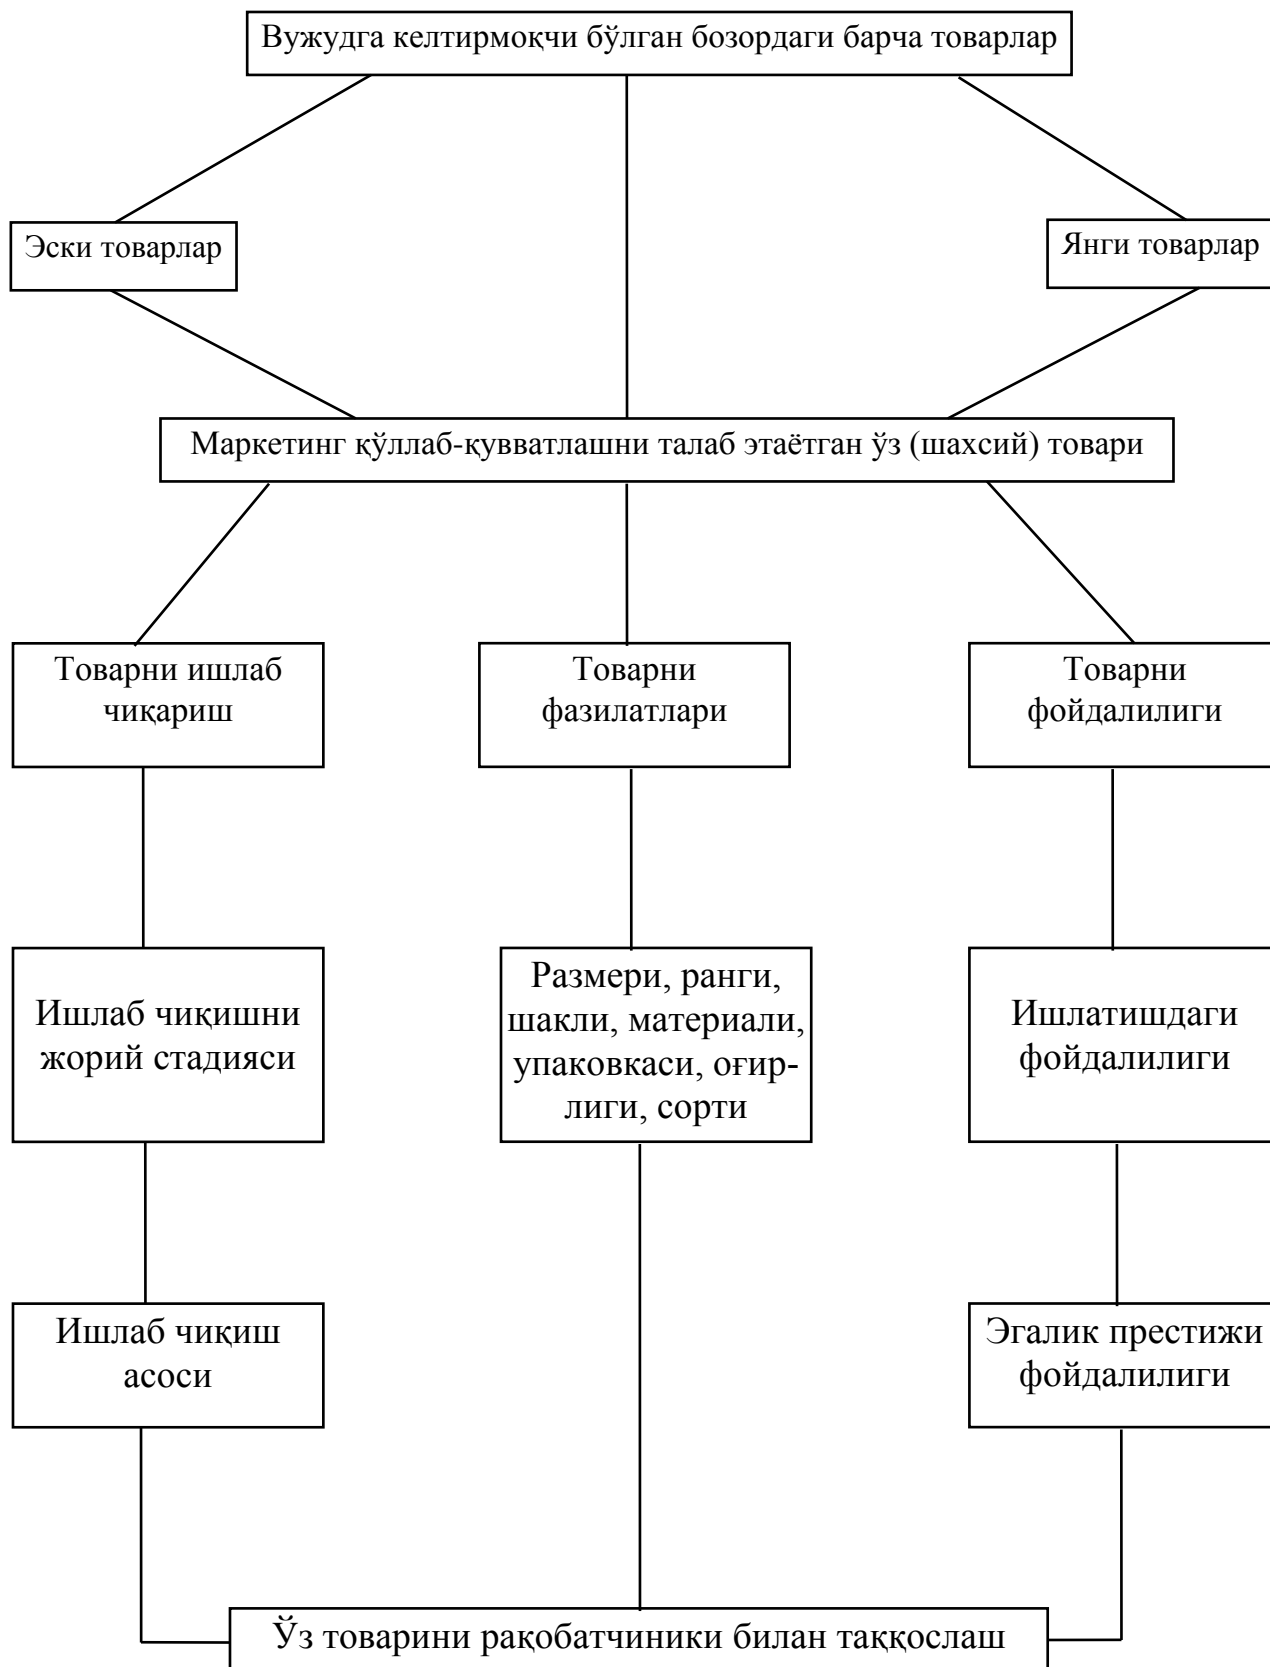 Вужудга келтирмоқчи бўлган бозордаги барча товарлар
Эски товарлар
Янги товарлар
Маркетинг қўллаб-қувватлашни талаб этаётган ўз (шахсий) товари
Товарни ишлаб
чиқариш
Товарни
фазилатлари
Товарни
фойдалилиги
Ишлаб чиқишни
жорий стадияси
Размери, ранги,
шакли, материали,
упаковкаси, оғир-
лиги, сорти
Ишлатишдаги
фойдалилиги
Ишлаб чиқиш
асоси
Эгалик престижи
фойдалилиги
Ўз товарини рақобатчиники билан таққослаш